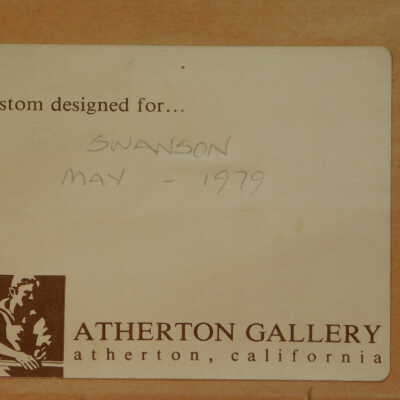 stom designed for...
SWANSON
MAY - 1979
ATHERTON GALLERY
atherton, california